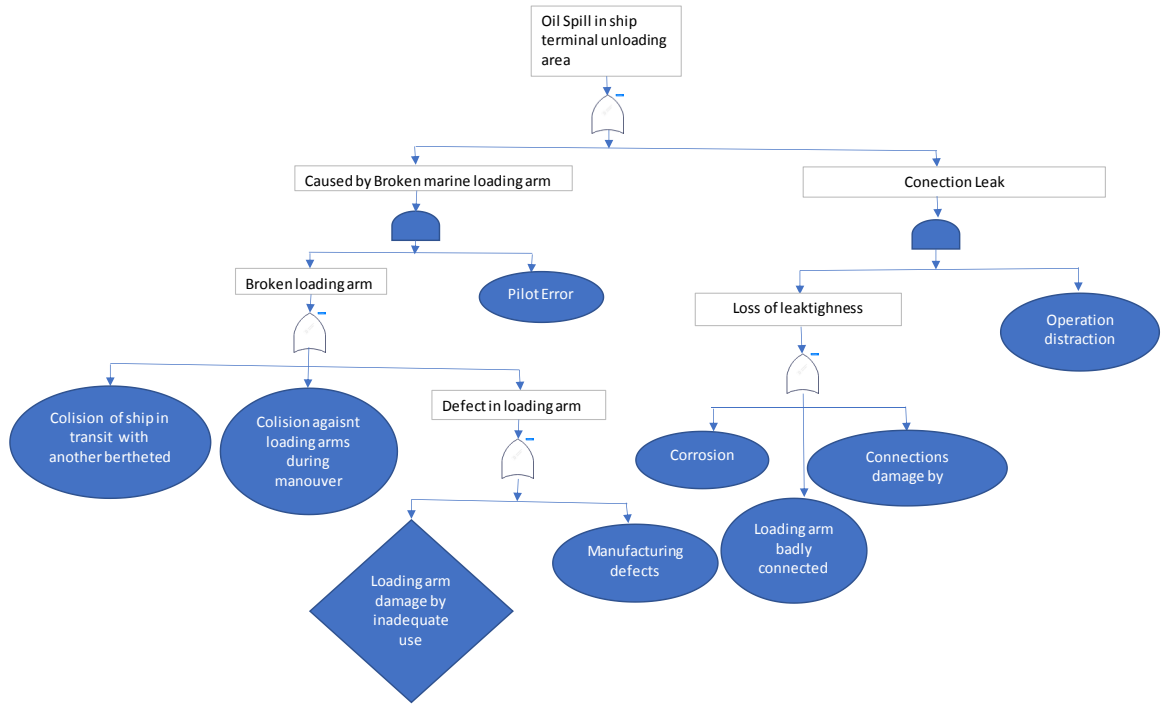 Oil Spill in ship
terminal unloading
area
Caused by Broken marine loading arm
Conection Leak
Broken loading arm
Pilot Error
Loss of leaktighness
Operation
distraction
Colision of ship in
transit with
another bertheted
Colision agaisnt
loading arms
during
manouver
Defect in loading arm
Corrosion
Connections
damage by
Loading arm
badly
connected
Manufacturing
defects
Loading arm
damage by
inadequate
use